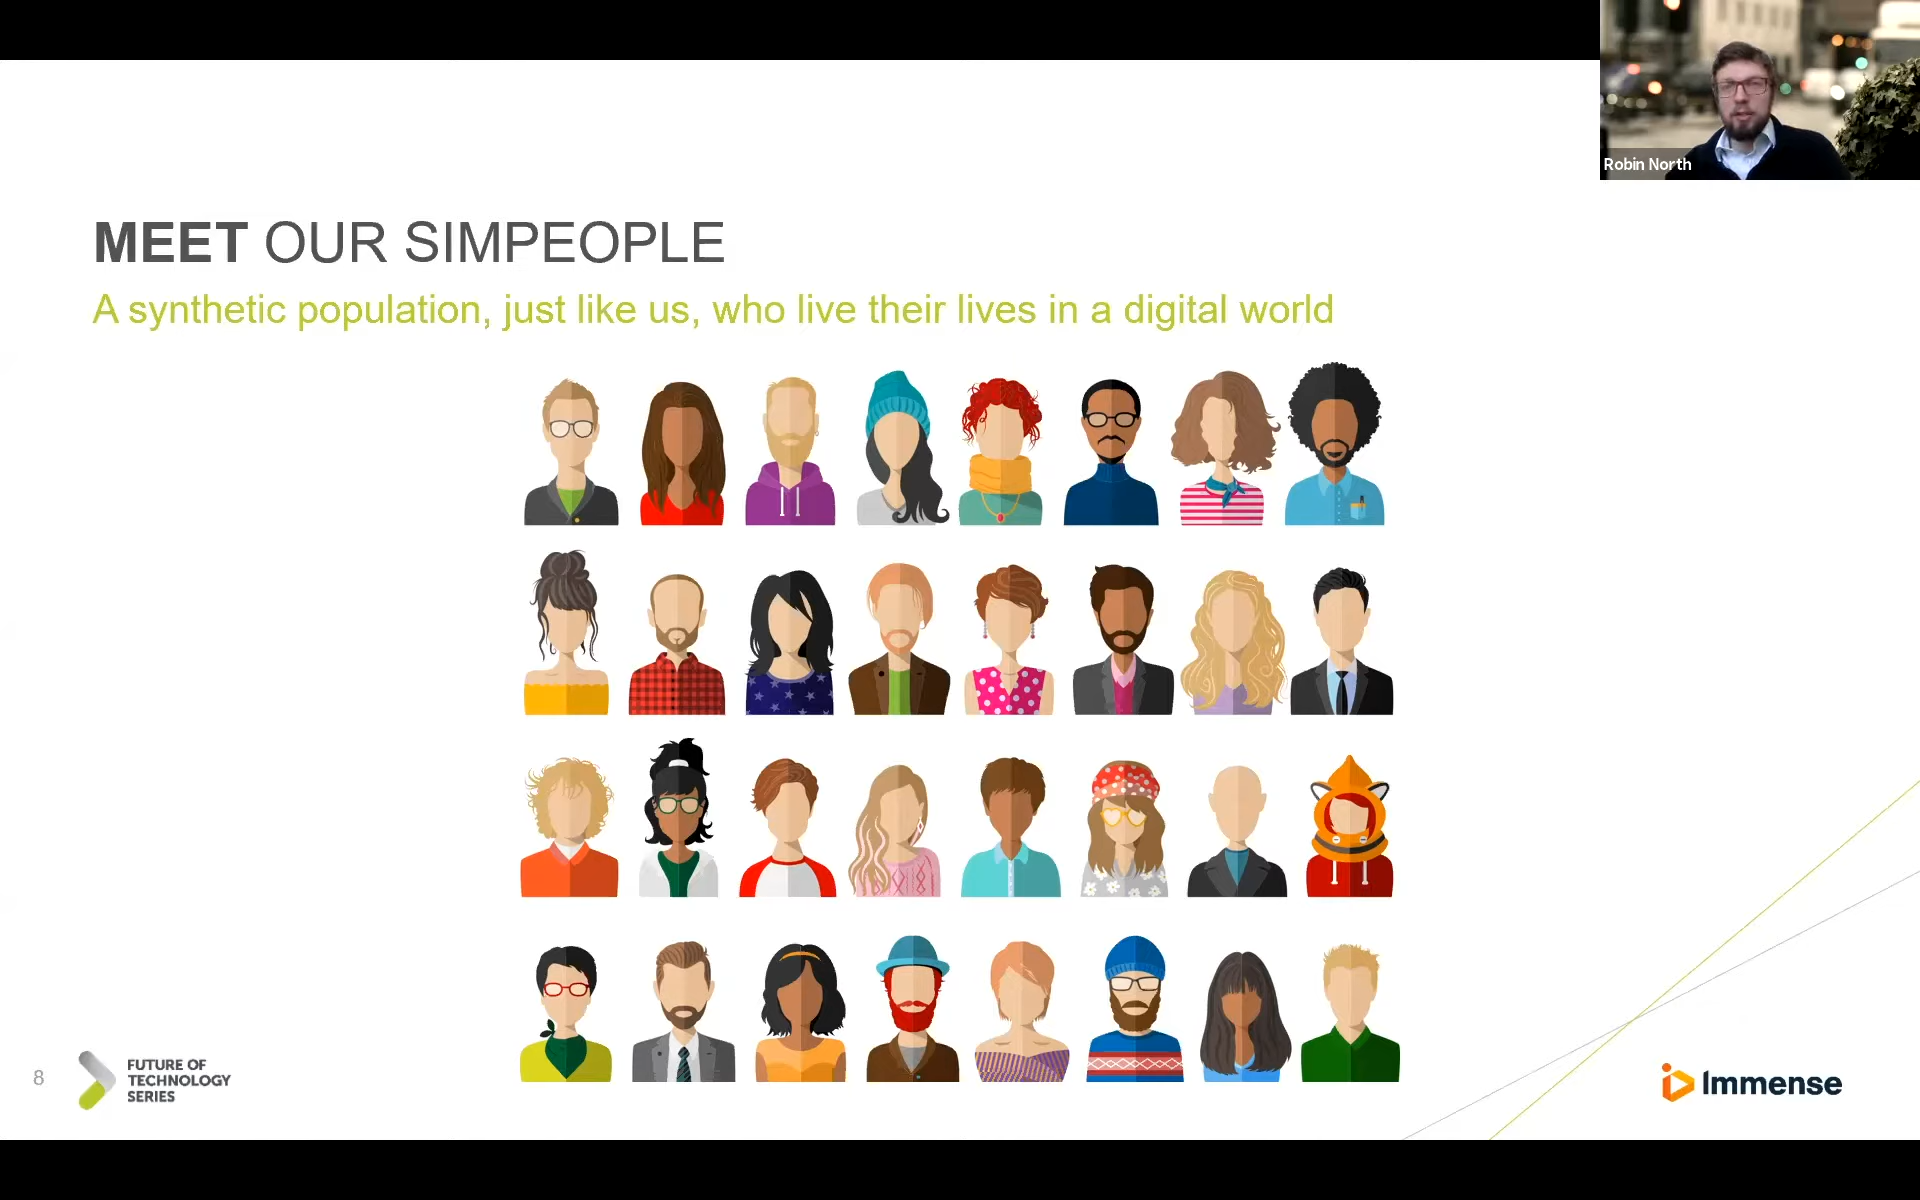 Robin North
MEET OUR SIMPEOPLE
A synthetic population, just like us, who live their lives in a digital world
8
FUTURE OF
TECHNOLOGY
SERIES
Immense